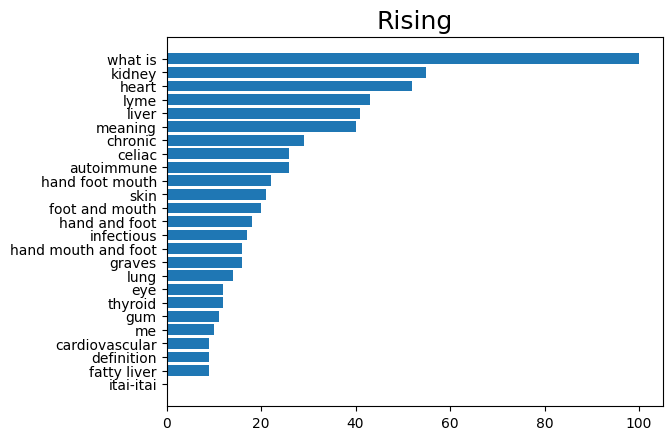 Rising
what is
kidney
heart
lyme
liver
meaning
chronic
celiac
autoimmune
hand foot mouth
skin
foot and mouth
hand and foot
infectious
hand mouth and foot
graves
lung
eye
thyroid
gum
me
cardiovascular
definition
fatty liver
itai-itai
0 20 40 60 80 100